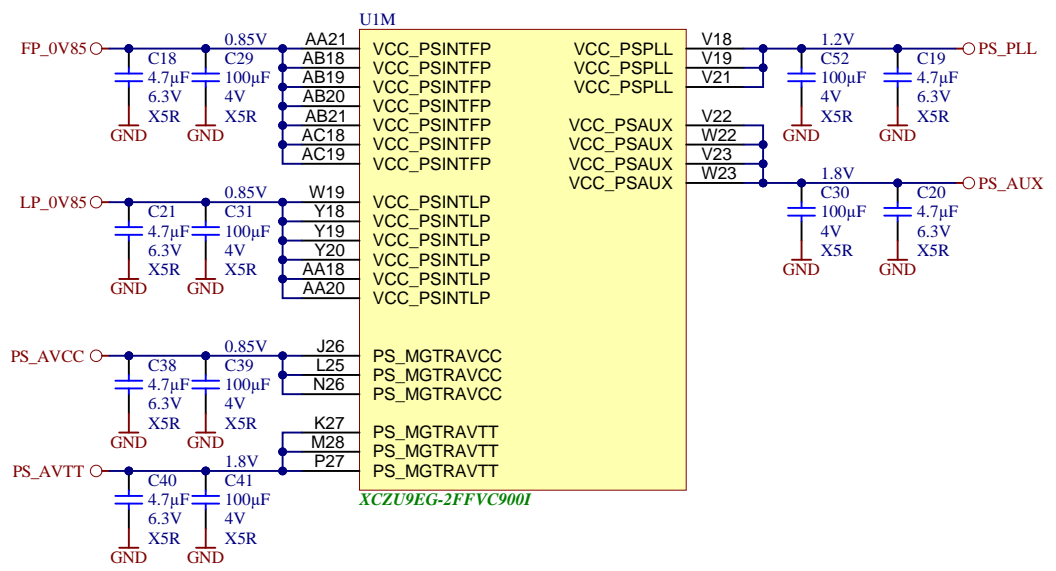 U1M
FP_0V85
0.85V
C18
4.7µF
6.3V
X5R
GND
C29
100µF
4V
X5R
GND
AA21 VCC_PSINTFP
AB18 VCC_PSINTFP
AB19 VCC_PSINTFP
AB20 VCC_PSINTFP
AB21 VCC_PSINTFP
AC18 VCC_PSINTFP
AC19 VCC_PSINTFP
LP_0V85
0.85V
C21
4.7µF
6.3V
X5R
GND
C31
100µF
4V
X5R
GND
W19 VCC_PSINTLP
Y18 VCC_PSINTLP
Y19 VCC_PSINTLP
Y20 VCC_PSINTLP
AA18 VCC_PSINTLP
AA20 VCC_PSINTLP
PS_AVCC
0.85V
C38
4.7µF
6.3V
X5R
GND
C39
100µF
4V
X5R
GND
J26 PS_MGTRAVCC
L25 PS_MGTRAVCC
N26 PS_MGTRAVCC
PS_AVTT
1.8V
C40
4.7µF
6.3V
X5R
GND
C41
100µF
4V
X5R
GND
K27 PS_MGTRAVTT
M28 PS_MGTRAVTT
P27 PS_MGTRAVTT
VCC_PSPLL V18
VCC_PSPLL V19
VCC_PSPLL V21
1.2V
PS_PLL
C52
100µF
4V
X5R
GND
C19
4.7µF
6.3V
X5R
GND
VCC_PSAUX V22
VCC_PSAUX W22
VCC_PSAUX V23
VCC_PSAUX W23
1.8V
PS_AUX
C30
100µF
4V
X5R
GND
C20
4.7µF
6.3V
X5R
GND
XCZU9EG-2FFVC900I